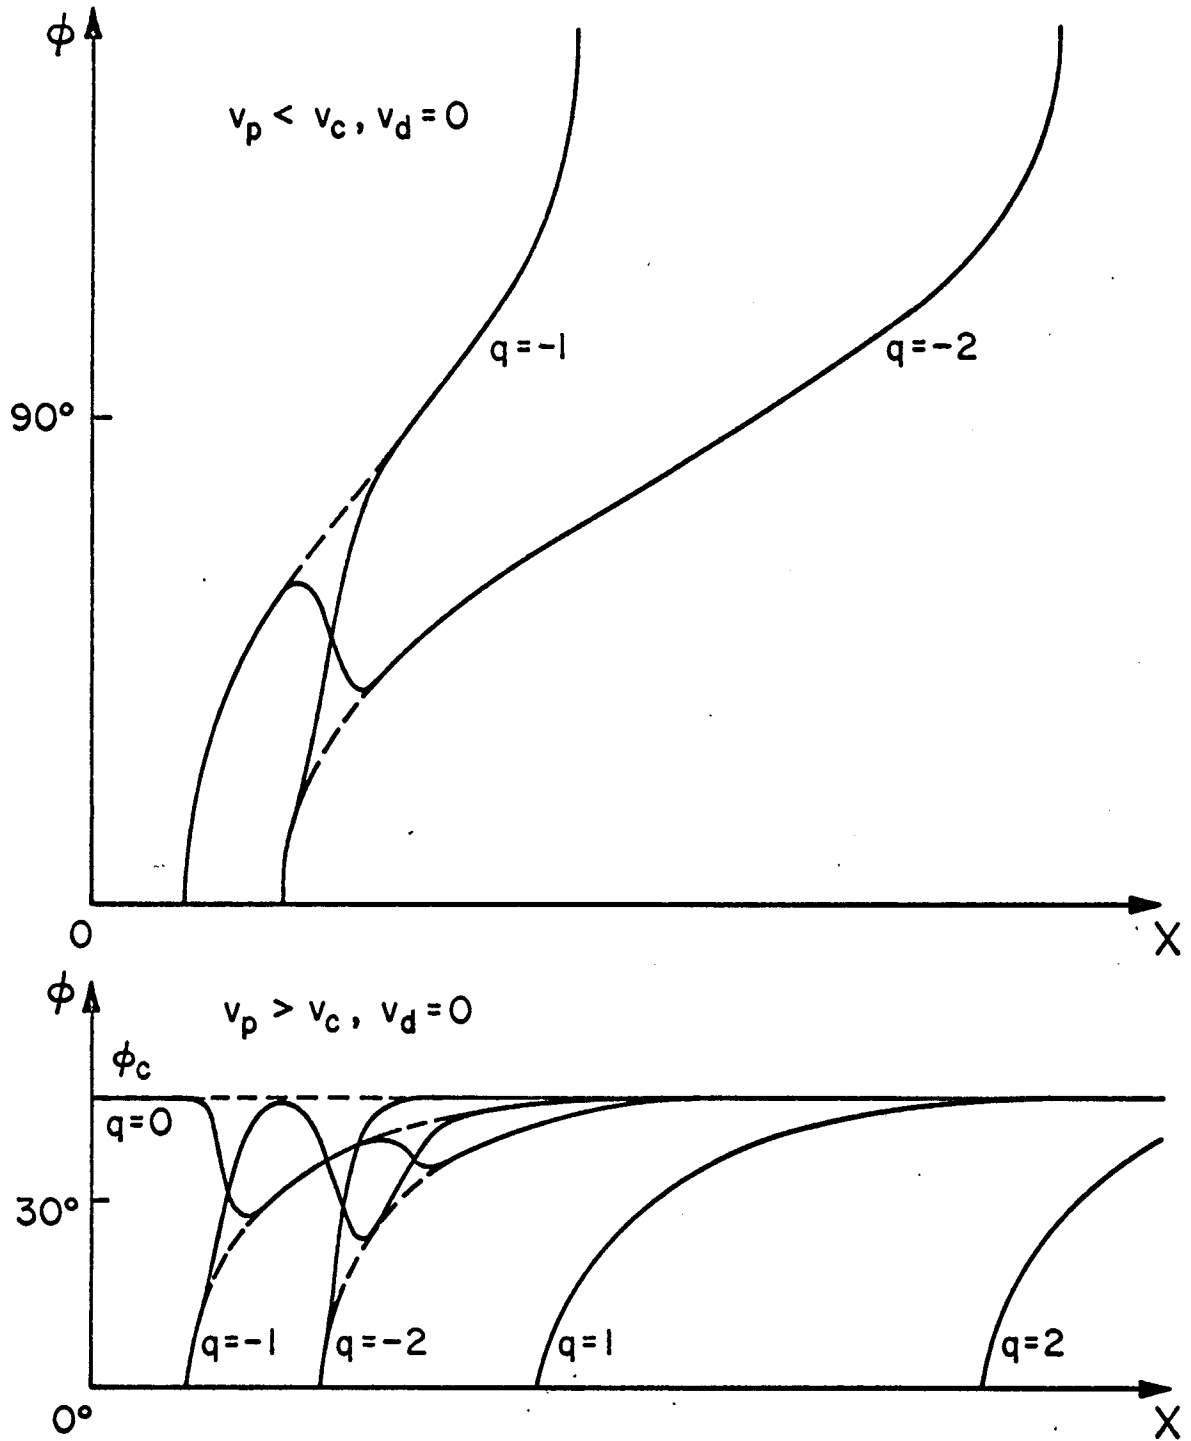 ϕ
v_p < v_c, v_d = 0
q = -1
q = -2
90°
0
X
ϕ
v_p > v_c, v_d = 0
ϕ_c
q = 0
30°
q = -1
q = -2
q = 1
q = 2
0°
X